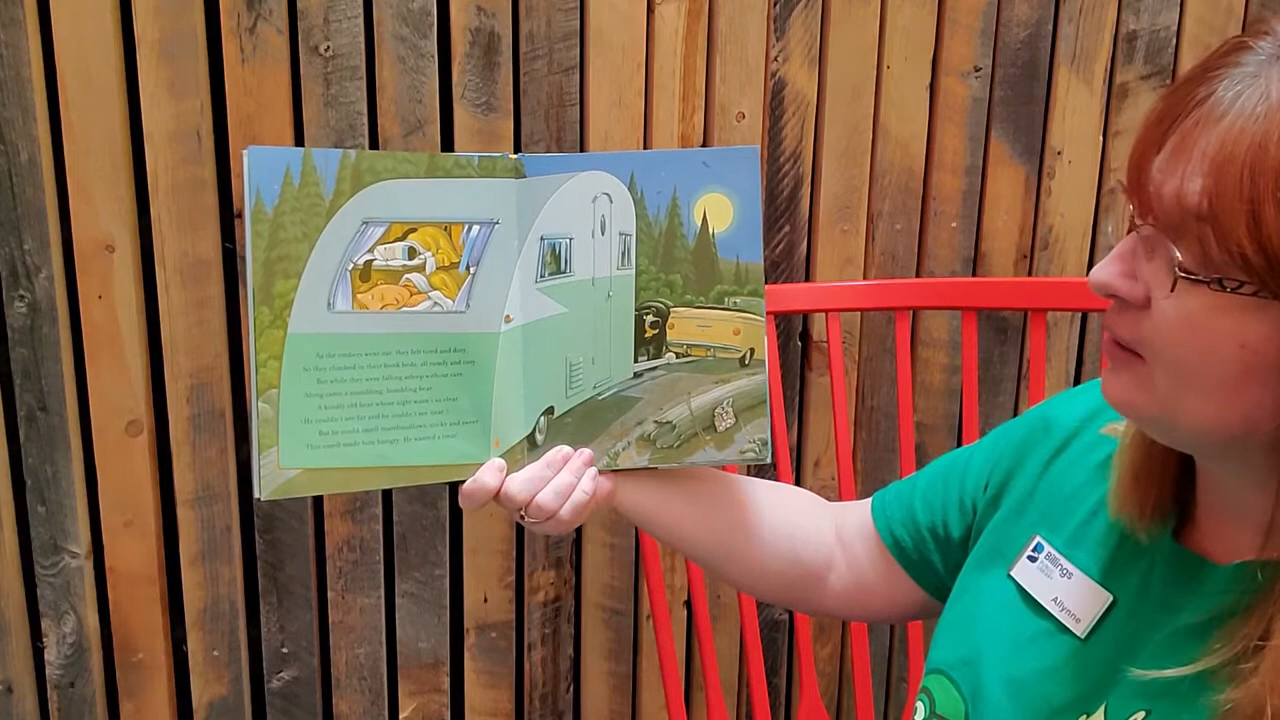 As the embers went out, they felt tired and dozy,
So they climbed in their bunk beds, all comfy and cozy.
But while they were falling asleep without care,
Along came a mumbling, bumbling bear.
A kindly old bear whose sight wasn't so clear.
(He couldn't see far and he couldn't see near.)
But he could smell marshmallows, sticky and sweet.
This smell made him hungry. He wanted a treat!
Billings
PUBLIC
LIBRARY
Allynne